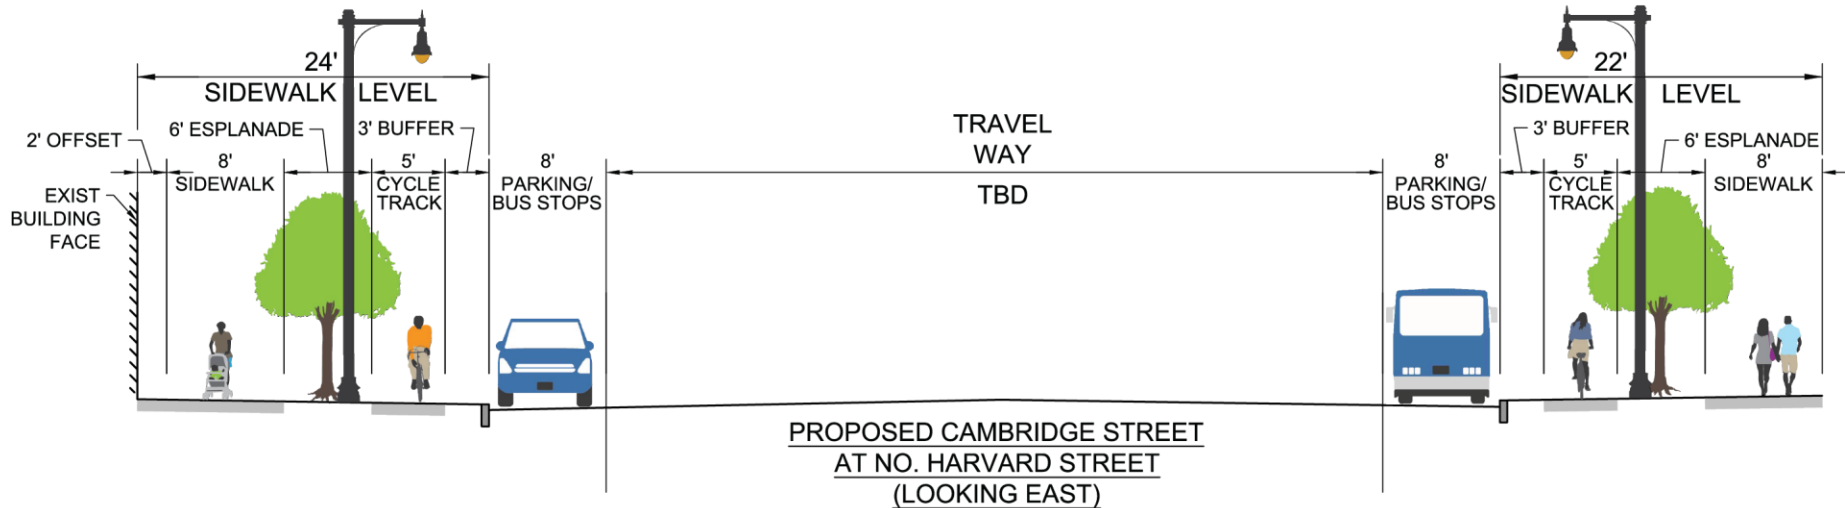 24'
SIDEWALK LEVEL
2' OFFSET
6' ESPLANADE
3' BUFFER
8'
SIDEWALK
5'
CYCLE
TRACK
8'
PARKING/
BUS STOPS
EXIST
BUILDING
FACE
TRAVEL
WAY
TBD
22'
SIDEWALK LEVEL
3' BUFFER
6' ESPLANADE
8'
PARKING/
BUS STOPS
5'
CYCLE
TRACK
8'
SIDEWALK
PROPOSED CAMBRIDGE STREET
AT NO. HARVARD STREET
(LOOKING EAST)